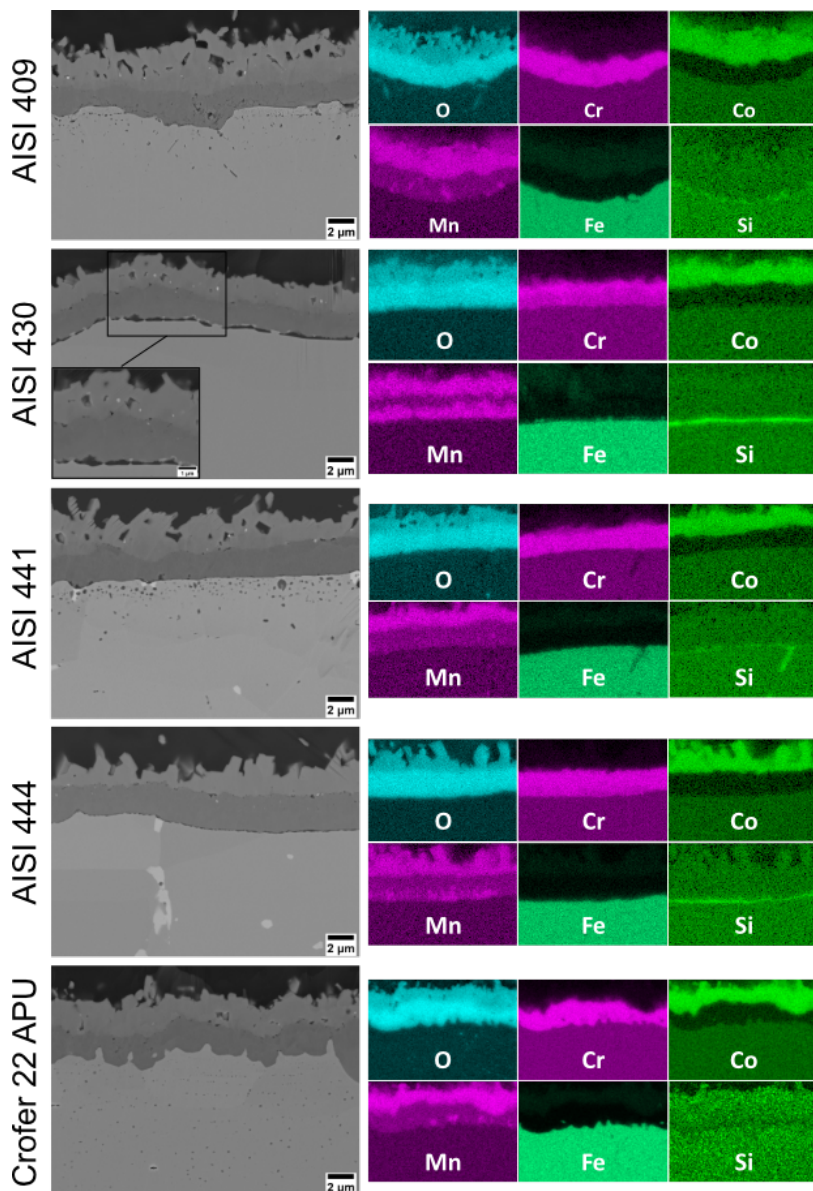 AISI 409
2 µm
O
Cr
Co
Mn
Fe
Si
AISI 430
1 µm
2 µm
O
Cr
Co
Mn
Fe
Si
AISI 441
2 µm
O
Cr
Co
Mn
Fe
Si
AISI 444
2 µm
O
Cr
Co
Mn
Fe
Si
Crofer 22 APU
2 µm
O
Cr
Co
Mn
Fe
Si